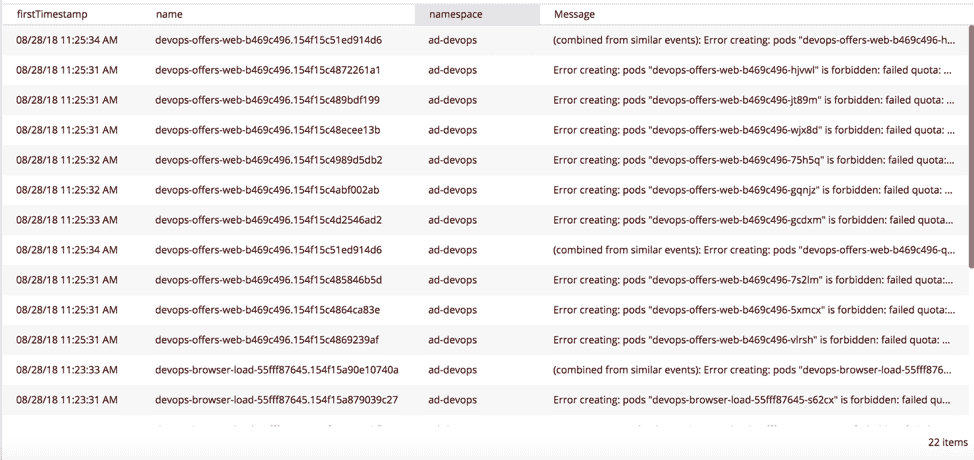 firstTimestamp name namespace Message
08/28/18 11:25:34 AM devops-offers-web-b469c496.154f15c51ed914d6 ad-devops (combined from similar events): Error creating: pods "devops-offers-web-b469c496-h...
08/28/18 11:25:31 AM devops-offers-web-b469c496.154f15c4872261a1 ad-devops Error creating: pods "devops-offers-web-b469c496-hjvwl" is forbidden: failed quota: ...
08/28/18 11:25:31 AM devops-offers-web-b469c496.154f15c489bdf199 ad-devops Error creating: pods "devops-offers-web-b469c496-jt89m" is forbidden: failed quota: ...
08/28/18 11:25:31 AM devops-offers-web-b469c496.154f15c48ecee13b ad-devops Error creating: pods "devops-offers-web-b469c496-wjx8d" is forbidden: failed quota: ...
08/28/18 11:25:32 AM devops-offers-web-b469c496.154f15c4989d5db2 ad-devops Error creating: pods "devops-offers-web-b469c496-75h5q" is forbidden: failed quota:...
08/28/18 11:25:32 AM devops-offers-web-b469c496.154f15c4abf002ab ad-devops Error creating: pods "devops-offers-web-b469c496-gqnjz" is forbidden: failed quota: ...
08/28/18 11:25:33 AM devops-offers-web-b469c496.154f15c4d2546ad2 ad-devops Error creating: pods "devops-offers-web-b469c496-gcdxm" is forbidden: failed quota...
08/28/18 11:25:34 AM devops-offers-web-b469c496.154f15c51ed914d6 ad-devops (combined from similar events): Error creating: pods "devops-offers-web-b469c496-q...
08/28/18 11:25:31 AM devops-offers-web-b469c496.154f15c485846b5d ad-devops Error creating: pods "devops-offers-web-b469c496-7s2lm" is forbidden: failed quota:...
08/28/18 11:25:31 AM devops-offers-web-b469c496.154f15c4864ca83e ad-devops Error creating: pods "devops-offers-web-b469c496-5xmcx" is forbidden: failed quota:...
08/28/18 11:25:31 AM devops-offers-web-b469c496.154f15c4869239af ad-devops Error creating: pods "devops-offers-web-b469c496-vlrsh" is forbidden: failed quota: ...
08/28/18 11:23:33 AM devops-browser-load-55fff87645.154f15a90e10740a ad-devops (combined from similar events): Error creating: pods "devops-browser-load-55fff876...
08/28/18 11:23:31 AM devops-browser-load-55fff87645.154f15a879039c27 ad-devops Error creating: pods "devops-browser-load-55fff87645-s62cx" is forbidden: failed qu...
22 items